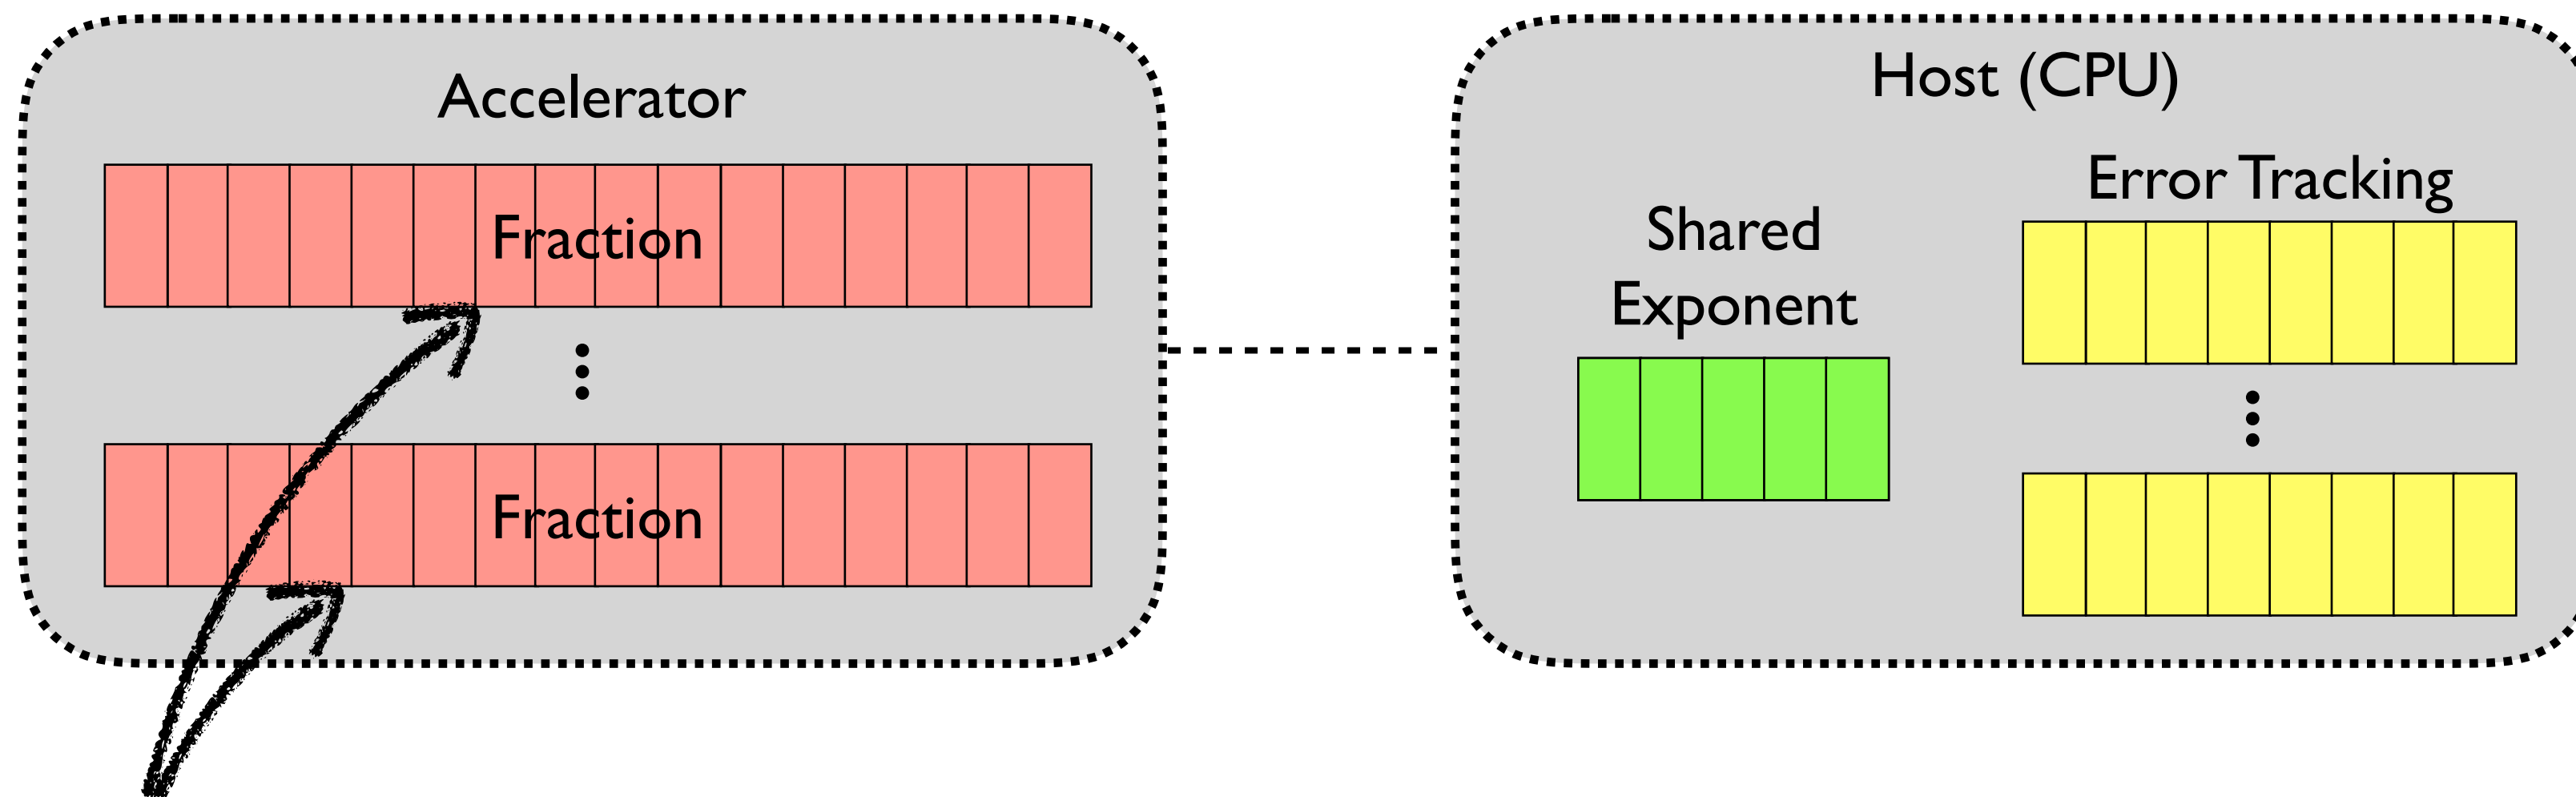 Accelerator
Fraction
Fraction
Host (CPU)
Shared
Exponent
Error Tracking